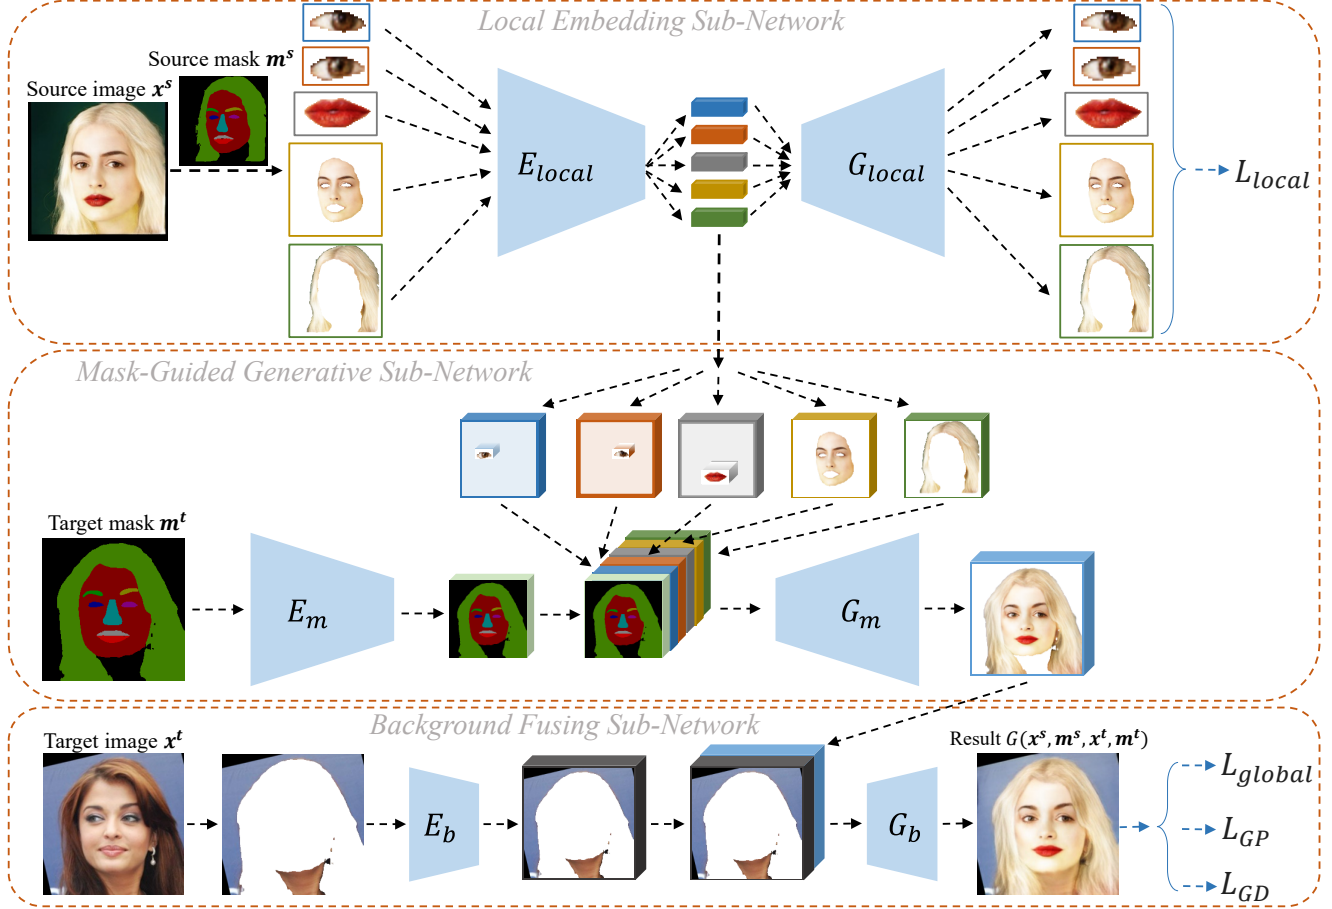 Local Embedding Sub-Network
Source mask m^s
Source image x^s
E_local
G_local
L_local
Mask-Guided Generative Sub-Network
Target mask m^t
E_m
G_m
Background Fusing Sub-Network
Target image x^t
Result G(x^s, m^s, x^t, m^t)
E_b
G_b
L_global
L_GP
L_GD